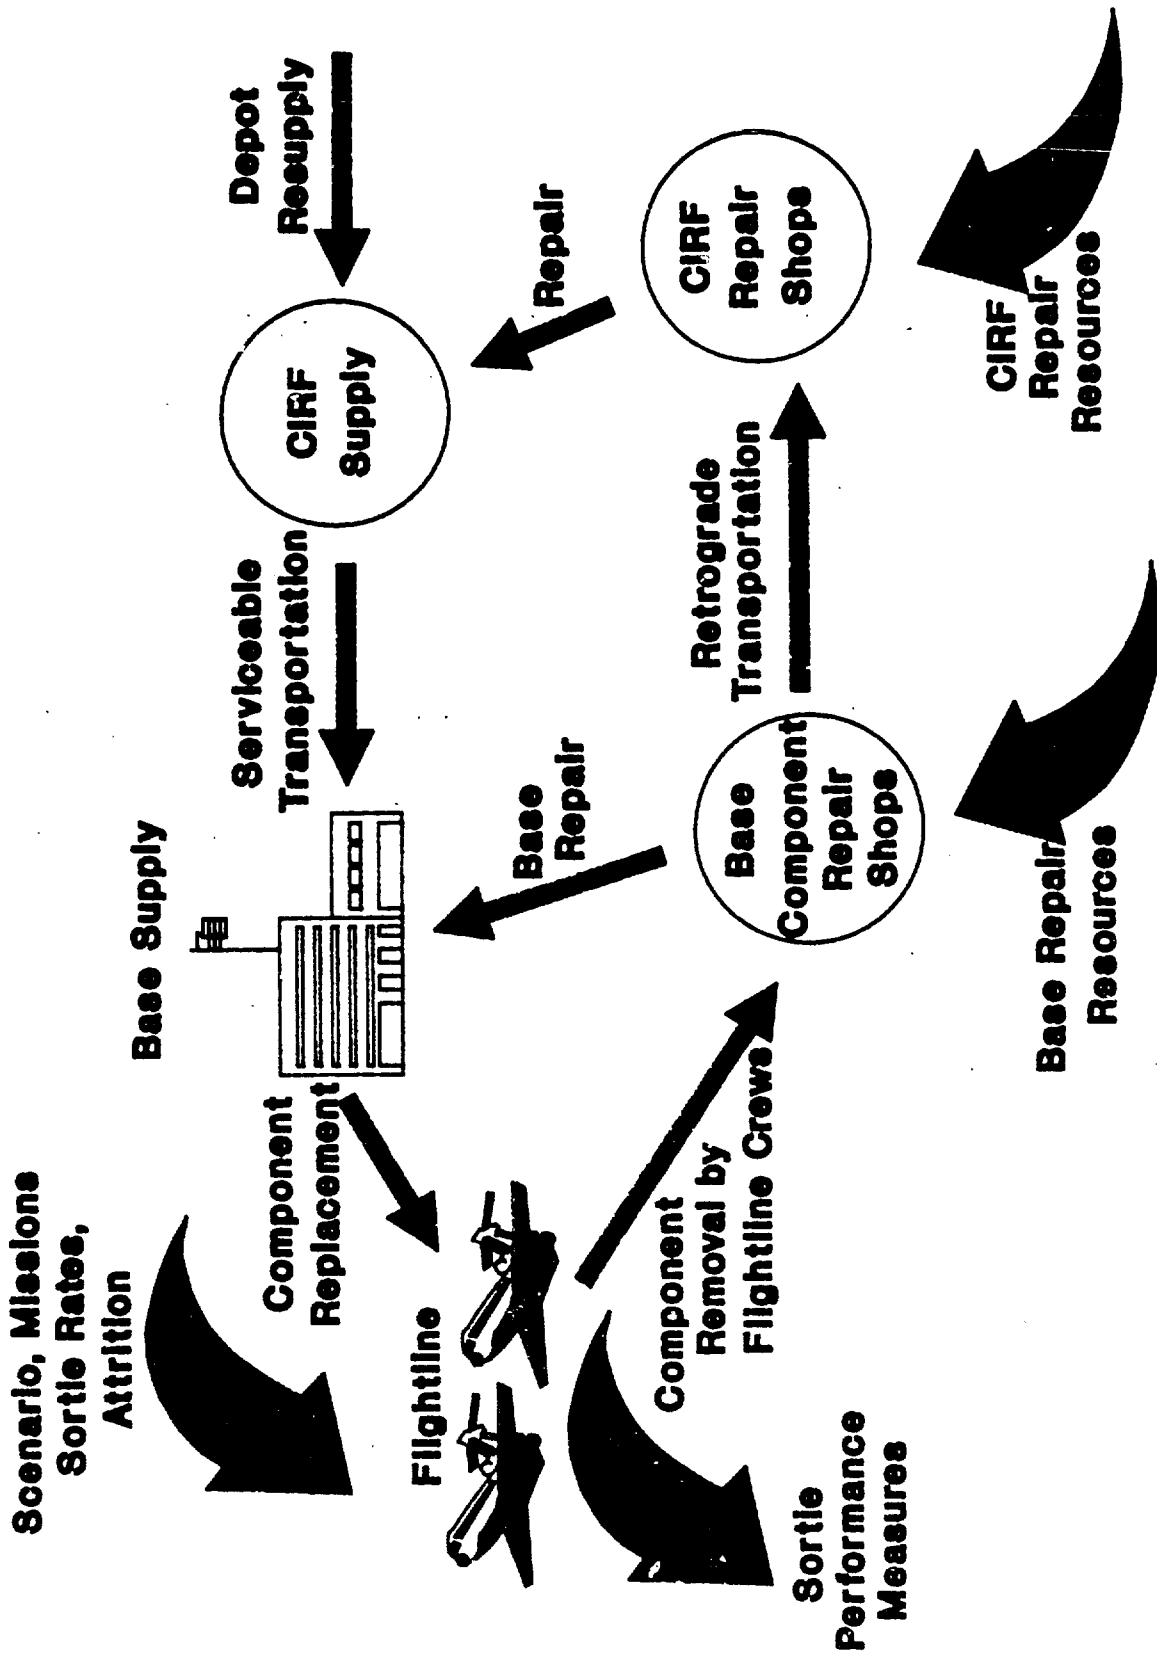 Scenario, Missions
Sortie Rates,
Attrition
Base Supply
Component
Replacement
Serviceable
Transportation
CIRF
Supply
Depot
Resupply
Flightline
Base
Repair
Repair
Component
Removal by
Flightline Crews
Retrograde
Transportation
CIRF
Repair
Shops
Base
Component
Repair
Shops
Sortie
Performance
Measures
Base Repair
Resources
CIRF
Repair
Resources